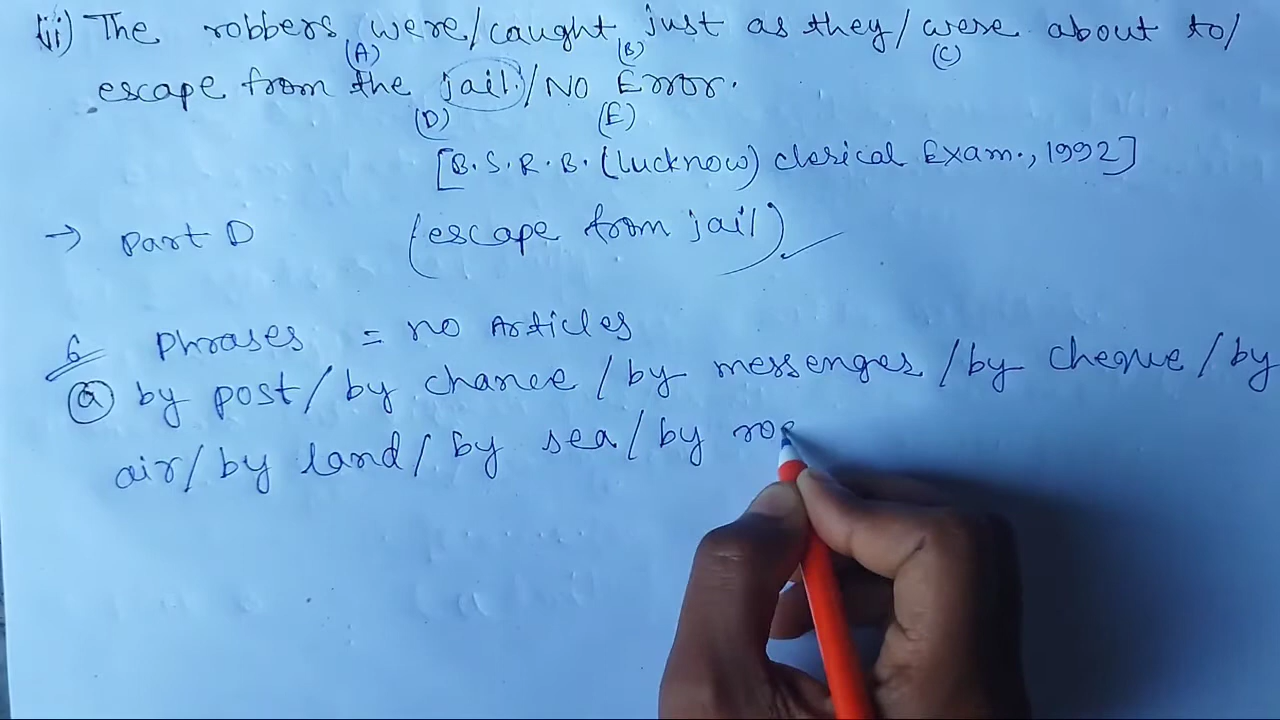 (ii) The robbers were/caught just as they/were about to/
(A) (B) (C)
escape from the jail./NO Error.
(D) (E)
[B.S.R.B. (lucknow) clerical Exam., 1992]
→ Part D (escape from jail) ✓
6 Phrases = no Articles
(a) by post/by chance/by messenges/by cheque/by
air/by land/by sea/by roa